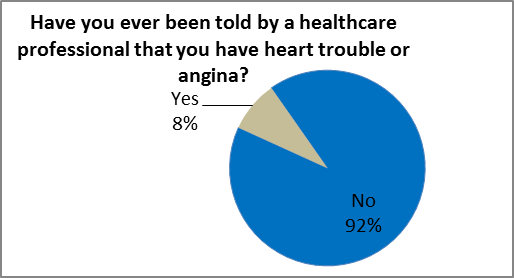 Have you ever been told by a healthcare
professional that you have heart trouble or
angina?
Yes
8%
No
92%